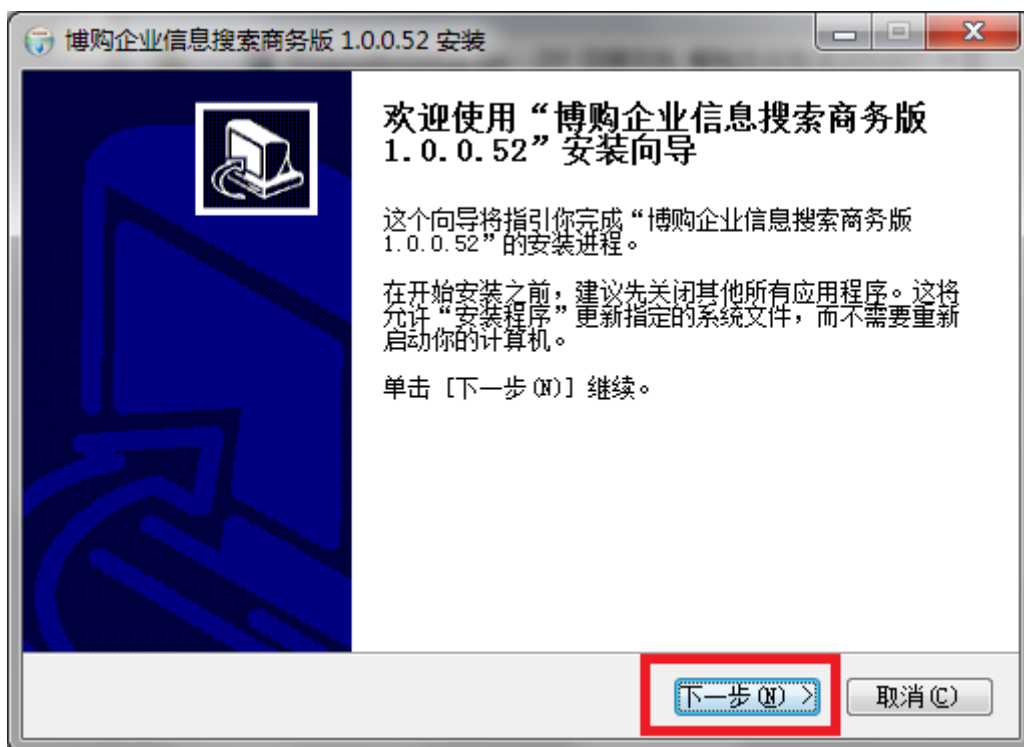 博购企业信息搜索商务版 1.0.0.52 安装
欢迎使用“博购企业信息搜索商务版
1.0.0.52”安装向导
这个向导将指引你完成“博购企业信息搜索商务版
1.0.0.52”的安装进程。
在开始安装之前，建议先关闭其他所有应用程序。这将
允许“安装程序”更新指定的系统文件，而不需要重新
启动你的计算机。
单击 [下一步(N)] 继续。
下一步(N) >
取消(C)